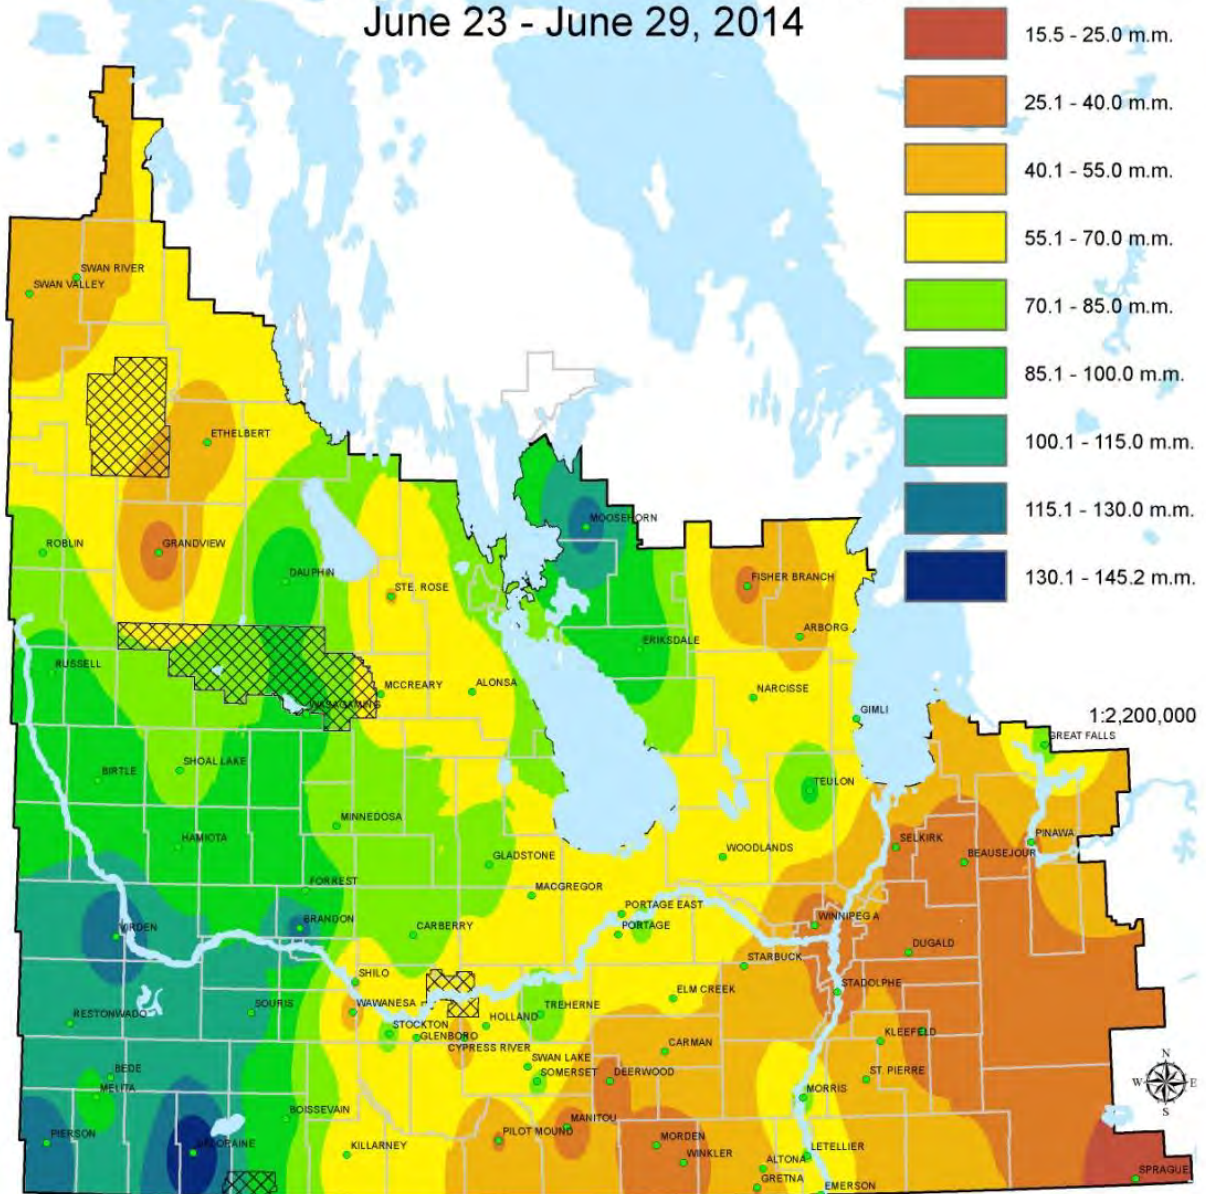 June 23 - June 29, 2014
15.5 - 25.0 m.m.
25.1 - 40.0 m.m.
40.1 - 55.0 m.m.
55.1 - 70.0 m.m.
70.1 - 85.0 m.m.
85.1 - 100.0 m.m.
100.1 - 115.0 m.m.
115.1 - 130.0 m.m.
130.1 - 145.2 m.m.
SWAN RIVER
SWAN VALLEY
ETHELBERT
MOOSEHORN
ROBLIN
GRANDVIEW
DAUPHIN
STE. ROSE
FISHER BRANCH
ARBORG
ERIKSDALE
RUSSELL
MCCREARY
ALONSA
NARCISSE
WASAGAMING
GIMLI
1:2,200,000
GREAT FALLS
SHOAL LAKE
BIRTLE
TEULON
MINNEDOSA
HAMIOTA
SELKIRK
PINAWA
GLADSTONE
WOODLANDS
BEAUSEJOUR
FORREST
MACGREGOR
PORTAGE EAST
BRANDON
WINNIPEG A
VIRDEN
CARBERRY
PORTAGE
DUGALD
STARBUCK
SHILO
STADOLPHE
ELM CREEK
WAWANESA
TREHERNE
RESTONWADO
SOURIS
HOLLAND
STOCKTON
GLENBORO
KLEEFELD
CYPRESS RIVER
CARMAN
SWAN LAKE
BEDE
SOMERSET
DEERWOOD
ST. PIERRE
MELITA
MORRIS
BOISSEVAIN
MANITOU
PIERSON
PILOT MOUND
DELORAINE
KILLARNEY
MORDEN
LETELLIER
WINKLER
ALTONA
GRETNA
EMERSON
SPRAGUE
N
W
E
S